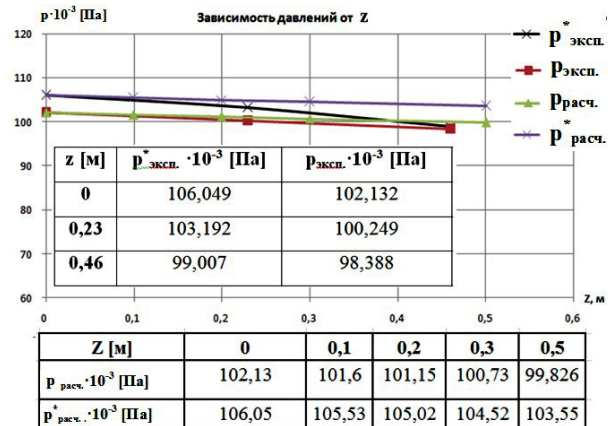 p·10⁻³ [Па]
Зависимость давлений от Z
p*эксп.
pэксп.
pрасч.
p*расч.
120
110
100
90
80
70
60
z [м] p*эксп. ·10⁻³ [Па] pэксп.·10⁻³ [Па]
0 106,049 102,132
0,23 103,192 100,249
0,46 99,007 98,388
Z, м
0 0,1 0,2 0,3 0,4 0,5 0,6
Z [м] 0 0,1 0,2 0,3 0,5
p расч.·10⁻³ [Па] 102,13 101,6 101,15 100,73 99,826
p*расч..·10⁻³ [Па] 106,05 105,53 105,02 104,52 103,55